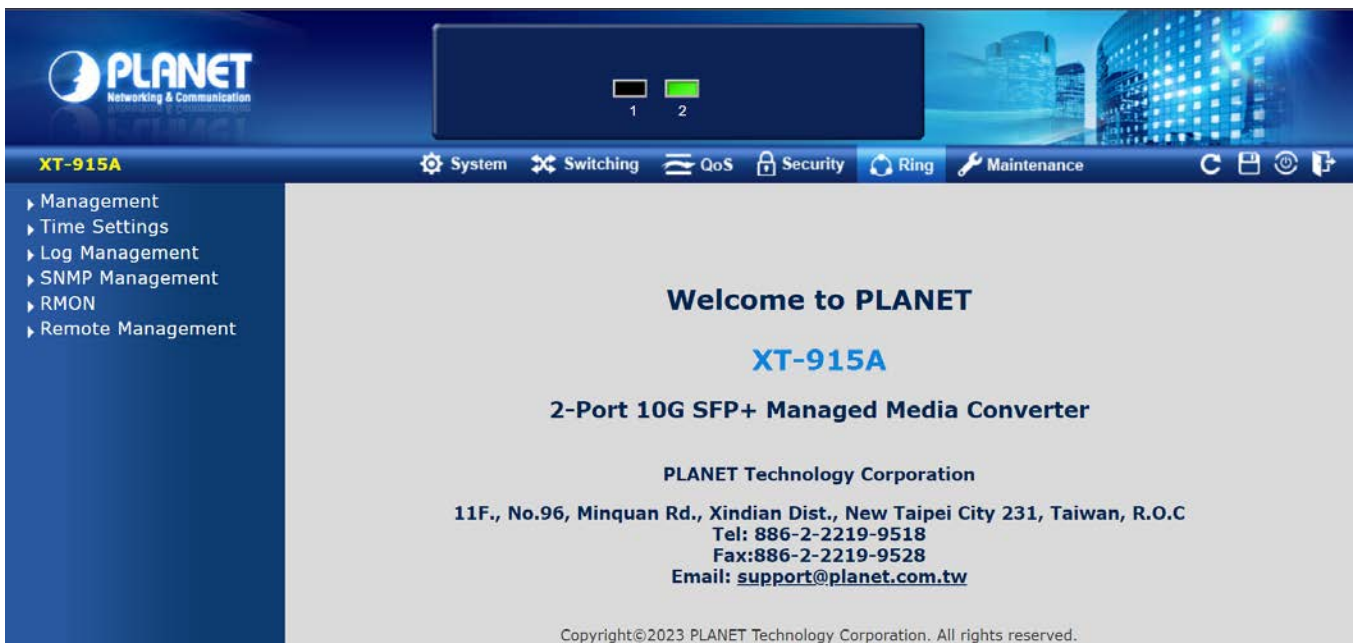 PLANET
Networking & Communication
1 2
XT-915A
System Switching QoS Security Ring Maintenance
Management
Time Settings
Log Management
SNMP Management
RMON
Remote Management
Welcome to PLANET
XT-915A
2-Port 10G SFP+ Managed Media Converter
PLANET Technology Corporation
11F., No.96, Minquan Rd., Xindian Dist., New Taipei City 231, Taiwan, R.O.C
Tel: 886-2-2219-9518
Fax:886-2-2219-9528
Email: support@planet.com.tw
Copyright©2023 PLANET Technology Corporation. All rights reserved.